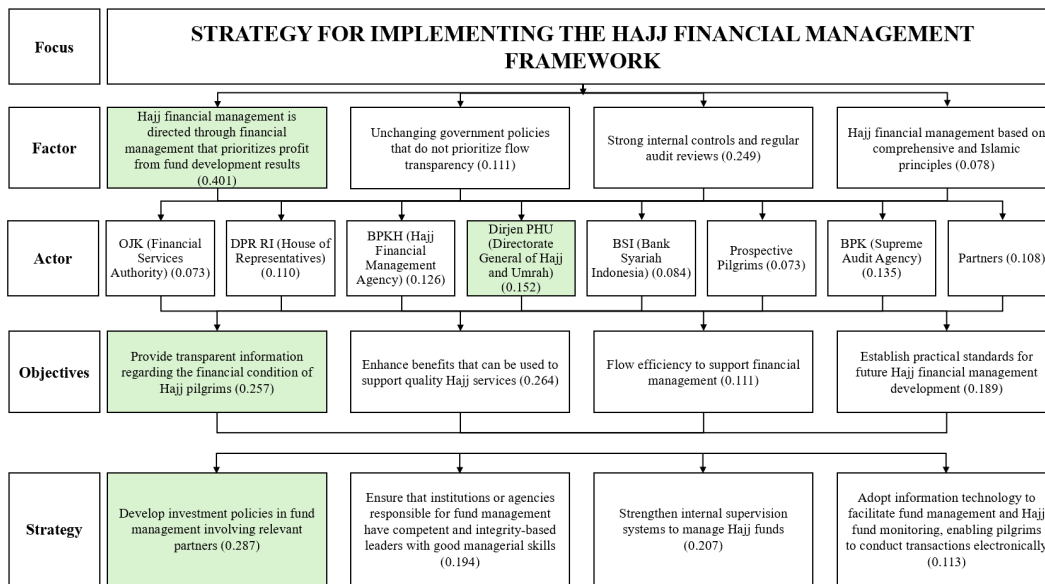 Focus
STRATEGY FOR IMPLEMENTING THE HAJJ FINANCIAL MANAGEMENT
FRAMEWORK
Factor
Hajj financial management is
directed through financial
management that prioritizes profit
from fund development results
(0.401)
Unchanging government policies
that do not prioritize flow
transparency (0.111)
Strong internal controls and regular
audit reviews (0.249)
Hajj financial management based on
comprehensive and Islamic
principles (0.078)
Actor
OJK (Financial
Services
Authority) (0.073)
DPR RI (House of
Representatives)
(0.110)
BPKH (Hajj
Financial
Management
Agency) (0.126)
Dirjen PHU
(Directorate
General of Hajj
and Umrah)
(0.152)
BSI (Bank
Syariah
Indonesia) (0.084)
Prospective
Pilgrims (0.073)
BPK (Supreme
Audit Agency)
(0.135)
Partners (0.108)
Objectives
Provide transparent information
regarding the financial condition of
Hajj pilgrims (0.257)
Enhance benefits that can be used to
support quality Hajj services (0.264)
Flow efficiency to support financial
management (0.111)
Establish practical standards for
future Hajj financial management
development (0.189)
Strategy
Develop investment policies in fund
management involving relevant
partners (0.287)
Ensure that institutions or agencies
responsible for fund management
have competent and integrity-based
leaders with good managerial skills
(0.194)
Strengthen internal supervision
systems to manage Hajj funds
(0.207)
Adopt information technology to
facilitate fund management and Hajj
fund monitoring, enabling pilgrims
to conduct transactions electronically
(0.113)